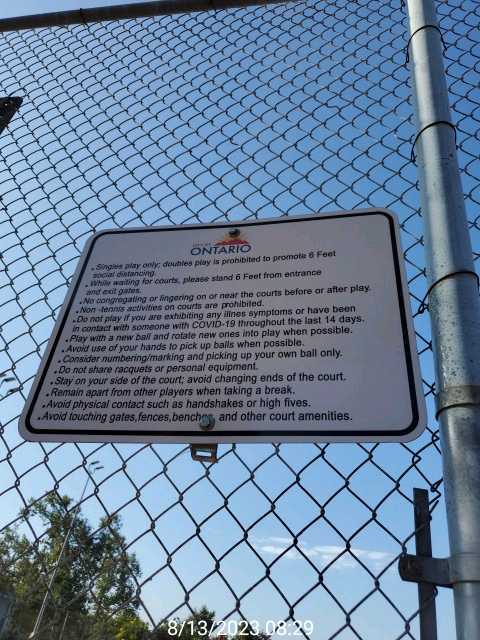 CITY OF
ONTARIO
• Singles play only; doubles play is prohibited to promote 6 Feet
social distancing.
• While waiting for courts, please stand 6 Feet from entrance
and exit gates.
• No congregating or lingering on or near the courts before or after play.
• Non -tennis activities on courts are prohibited.
• Do not play if you are exhibiting any illnes symptoms or have been
in contact with someone with COVID-19 throughout the last 14 days.
• Play with a new ball and rotate new ones into play when possible.
• Avoid use of your hands to pick up balls when possible.
• Consider numbering/marking and picking up your own ball only.
• Do not share racquets or personal equipment.
• Stay on your side of the court; avoid changing ends of the court.
• Remain apart from other players when taking a break.
• Avoid physical contact such as handshakes or high fives.
• Avoid touching gates,fences,benches, and other court amenities.
8/13/2023 08:29